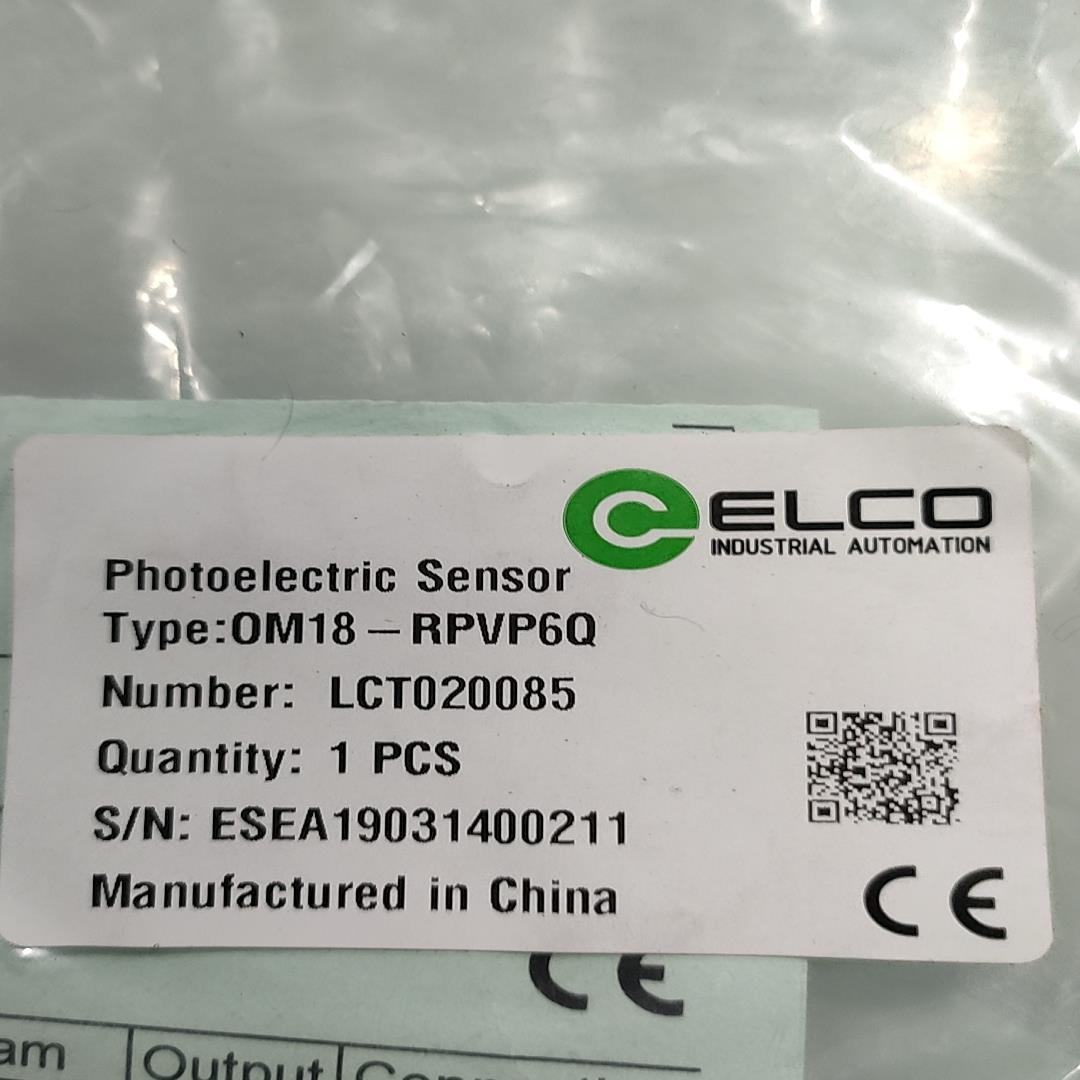 ELCO
INDUSTRIAL AUTOMATION
Photoelectric Sensor
Type:OM18-RPVP6Q
Number: LCT020085
Quantity: 1 PCS
S/N: ESEA19031400211
Manufactured in China
CE
CE
Output